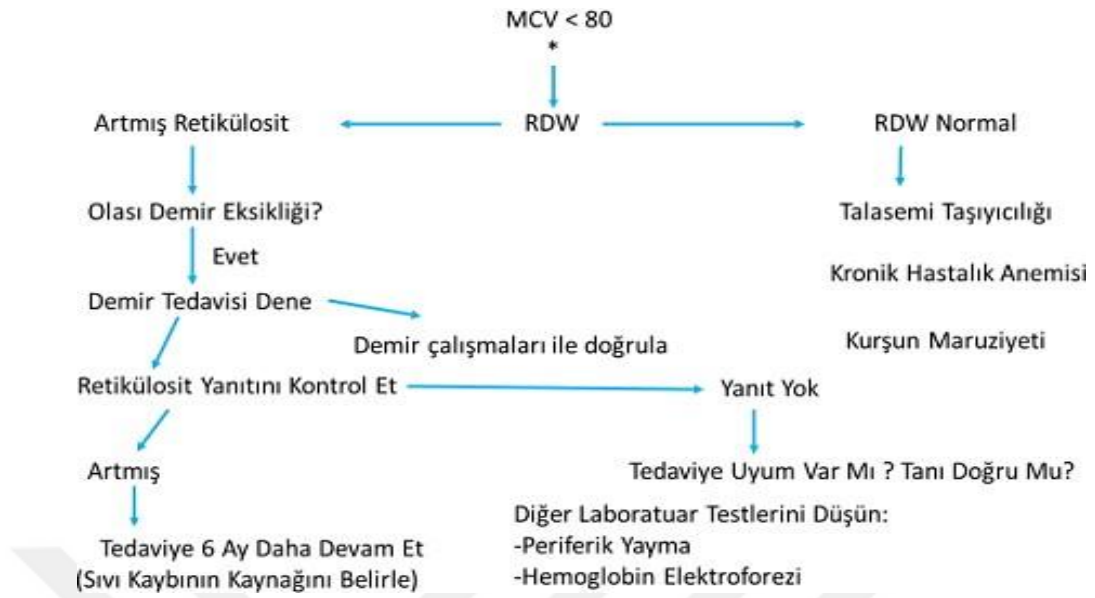 MCV < 80
*
Artmış Retikülosit
RDW
RDW Normal
Olası Demir Eksikliği?
Talasemi Taşıyıcılığı
Evet
Kronik Hastalık Anemisi
Demir Tedavisi Dene
Demir çalışmaları ile doğrula
Kurşun Maruziyeti
Retikülosit Yanıtını Kontrol Et
Yanıt Yok
Artmış
Tedaviye Uyum Var Mı ? Tanı Doğru Mu?
Diğer Laboratuar Testlerini Düşün:
-Periferik Yayma
-Hemoglobin Elektroforezi
Tedaviye 6 Ay Daha Devam Et
(Sıvı Kaybının Kaynağını Belirle)